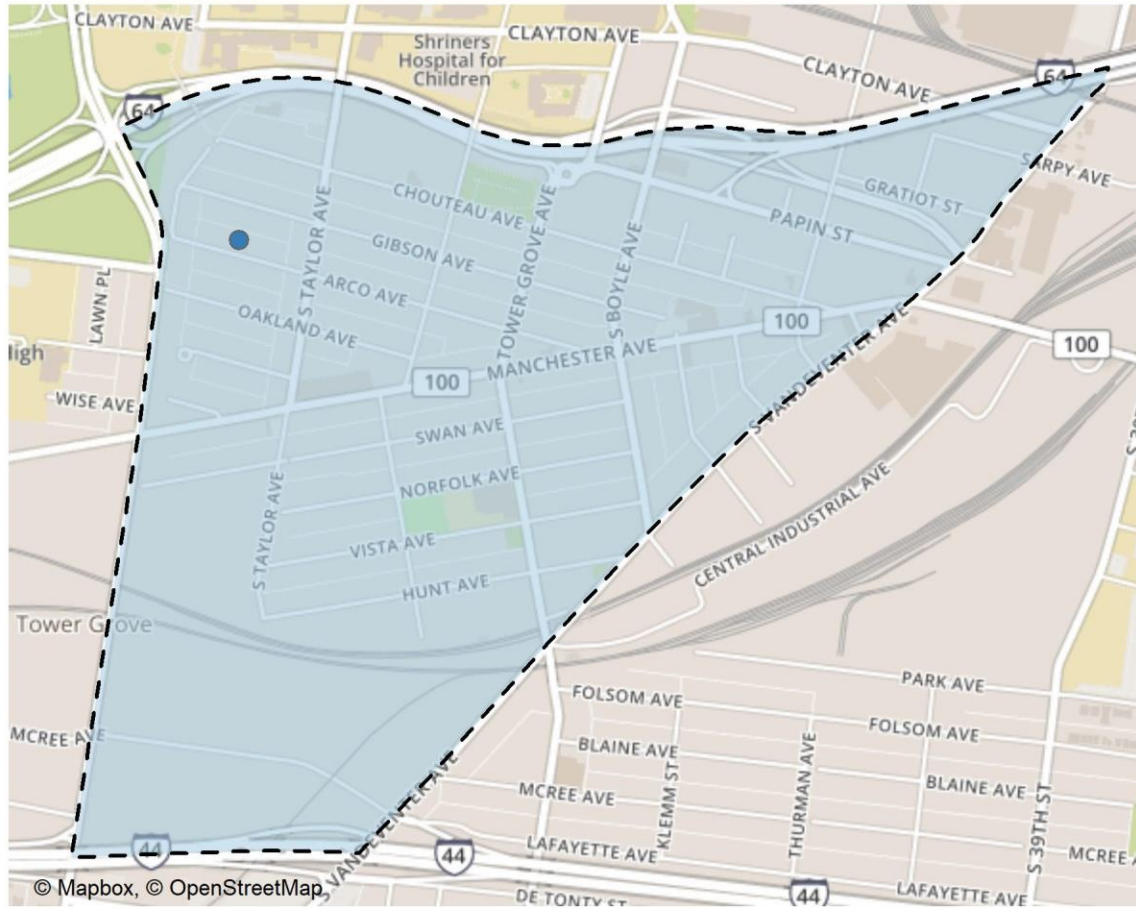 CLAYTON AVE
Shriners
Hospital for
Children
CLAYTON AVE
CLAYTON AVE
64
64
SARPY AVE
GRATIOT ST
PAPIN ST
CHOUTEAU AVE
GIBSON AVE
ARCO AVE
OAKLAND AVE
S TAYLOR AVE
TOWER GROVE AVE
S BOYLE AVE
LAWN PL
WISE AVE
MANCHESTER AVE
100
100
100
S VANDEVENTER AVE
SWAN AVE
NORFOLK AVE
S TAYLOR AVE
VISTA AVE
HUNT AVE
CENTRAL INDUSTRIAL AVE
Tower Grove
PARK AVE
FOLSOM AVE
FOLSOM AVE
MCREE AVE
BLAINE AVE
BLAINE AVE
MCREE AVE
KLEMM ST
THURMAN AVE
S 39TH ST
S VANDEVENTER AVE
LAFAYETTE AVE
MCREE
44
44
44
LAFAYETTE AVE
DE TONTY ST
© Mapbox, © OpenStreetMap